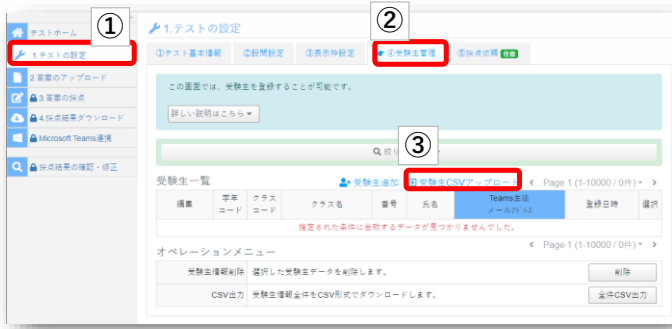 テストホーム
①
1.テストの設定
2.答案のアップロード
3.答案の採点
4.採点結果ダウンロード
Microsoft Teams連携
採点結果の確認・修正
1.テストの設定
②
①テスト基本情報 ②設問設定 ③表示枠設定 ④受験生管理 ⑤採点依頼 任意
この画面では、受験生を登録することが可能です。
詳しい説明はこちら
③
受験生一覧 受験生追加 受験生CSVアップロード Page 1 (1-10000 / 0件)
編集 学年コード クラスコード クラス名 番号 氏名 Teams生徒メールアドレス 登録日時 選択
指定された条件に合致するデータが見つかりませんでした。
Page 1 (1-10000 / 0件)
オペレーションメニュー
受験生情報削除 選択した受験生データを削除します。 削除
CSV出力 受験生情報全件をCSV形式でダウンロードします。 全件CSV出力